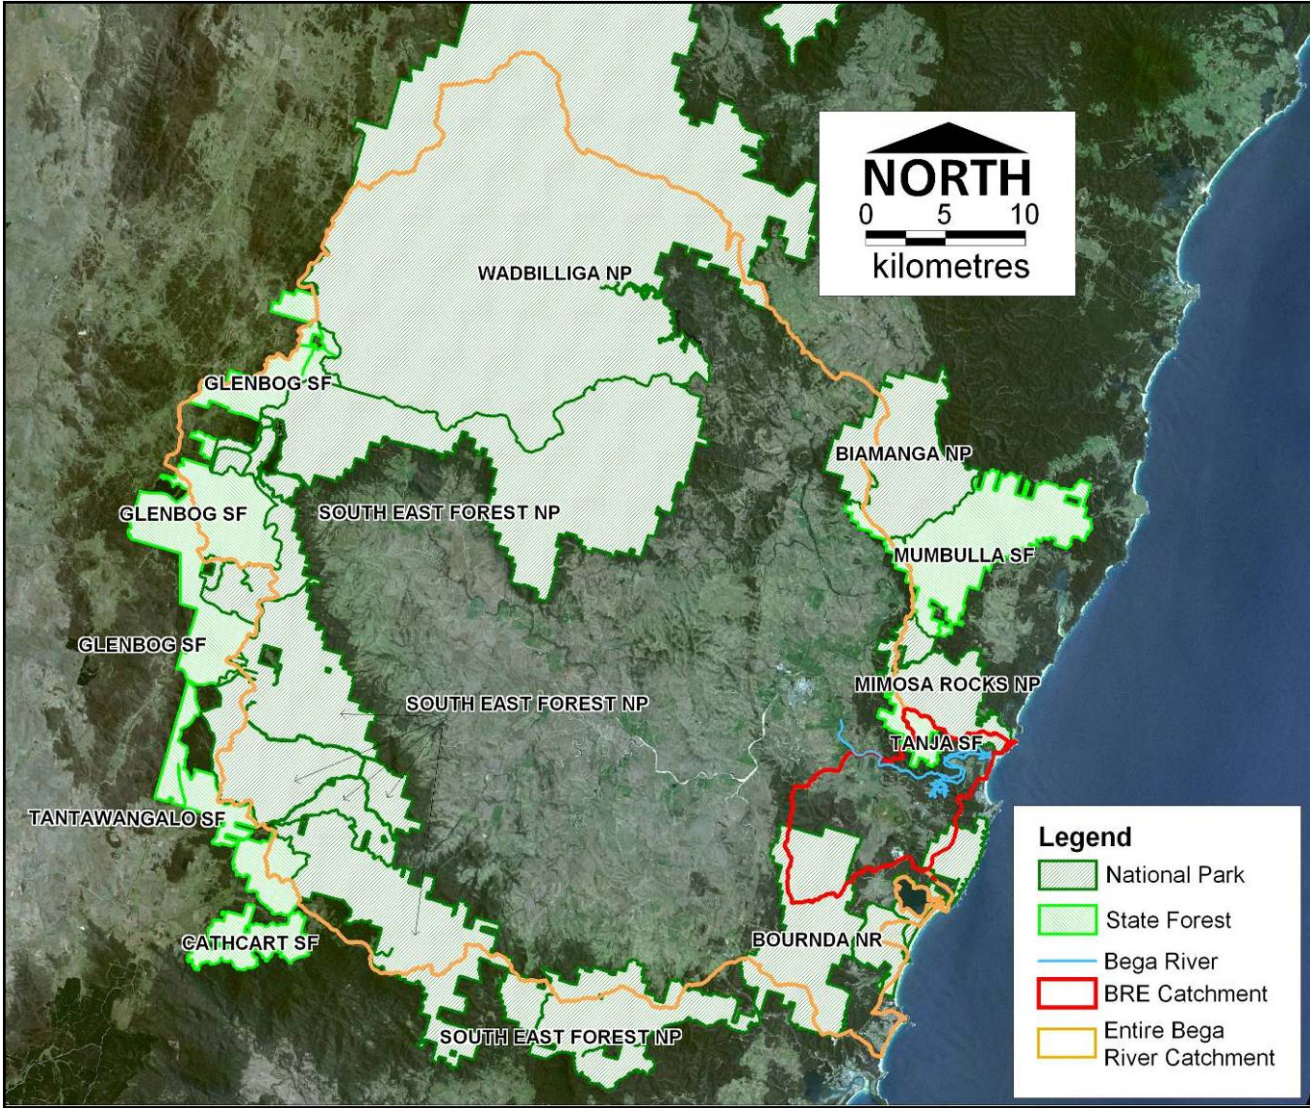 NORTH
0 5 10
kilometres
WADBILLIGA NP
GLENBOG SF
BIAMANGA NP
GLENBOG SF
SOUTH EAST FOREST NP
MUMBULLA SF
GLENBOG SF
MIMOSA ROCKS NP
SOUTH EAST FOREST NP
TANJA SF
TANTAWANGALO SF
CATHCART SF
BOURNDA NR
SOUTH EAST FOREST NP
Legend
National Park
State Forest
Bega River
BRE Catchment
Entire Bega
River Catchment